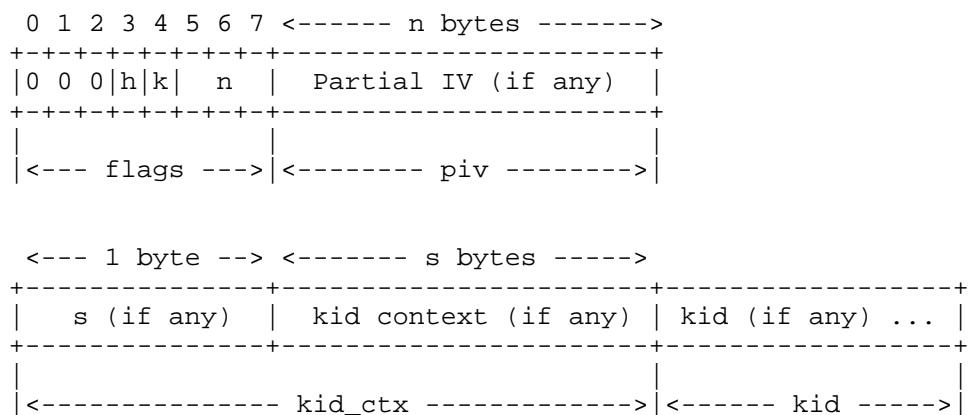 0 1 2 3 4 5 6 7 <------ n bytes ------->
+-+-+-+-+-+-+-+-+------------------------+
|0 0 0|h|k|  n  |  Partial IV (if any)   |
+-+-+-+-+-+-+-+-+------------------------+
|               |                        |
|<--- flags --->|<-------- piv --------->|
 <--- 1 byte --> <------- s bytes ----->
+---------------+------------------------+------------------+
|   s (if any)  |  kid context (if any)  | kid (if any) ... |
+---------------+------------------------+------------------+
|                                        |                  |
|<-------------- kid_ctx --------------->|<------ kid ----->|